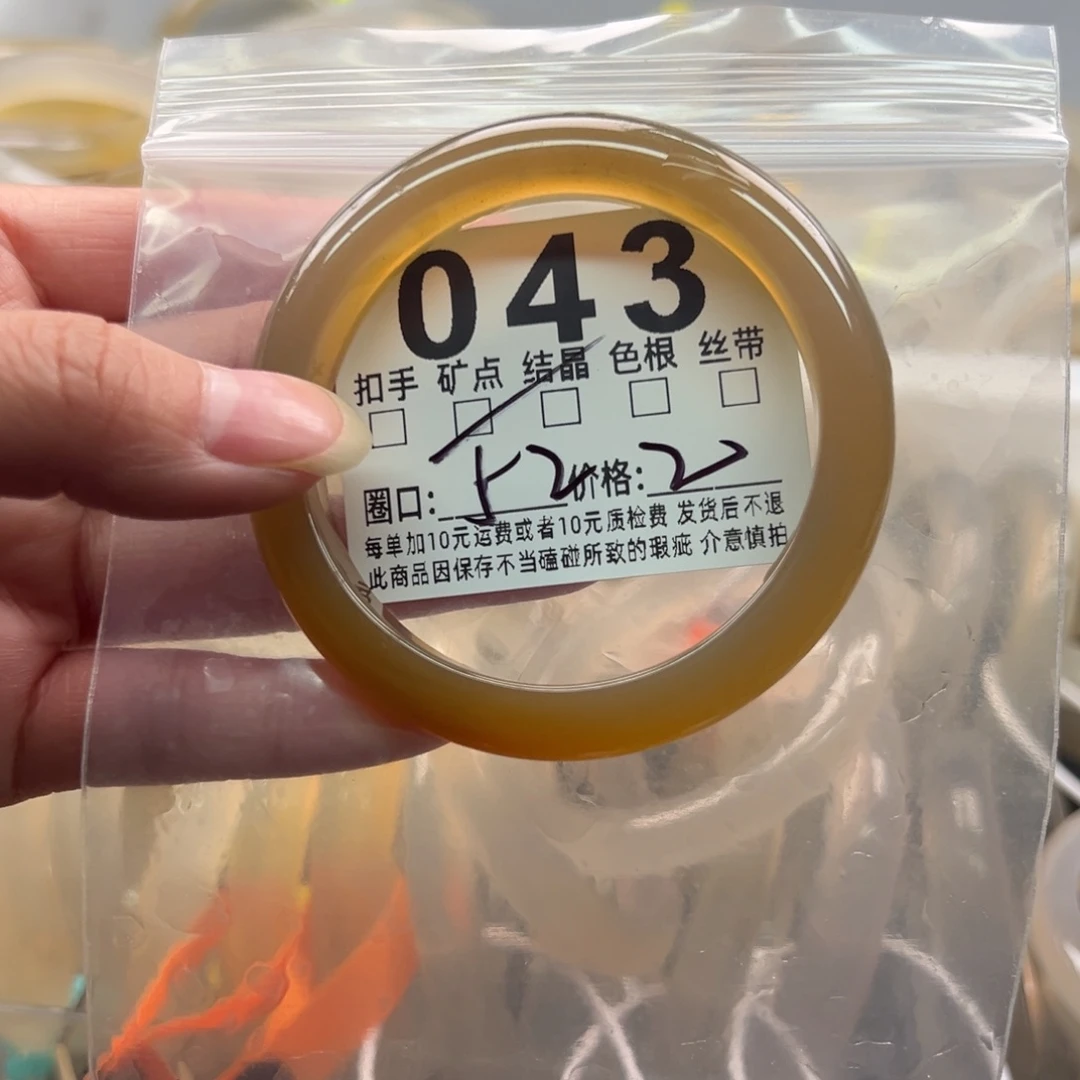 043
扣手 矿点 结晶 色根 丝带
圈口: 52 价格:
每单加10元运费或者10元质检费 发货后不退
此商品因保存不当磕碰所致的瑕疵 介意慎拍